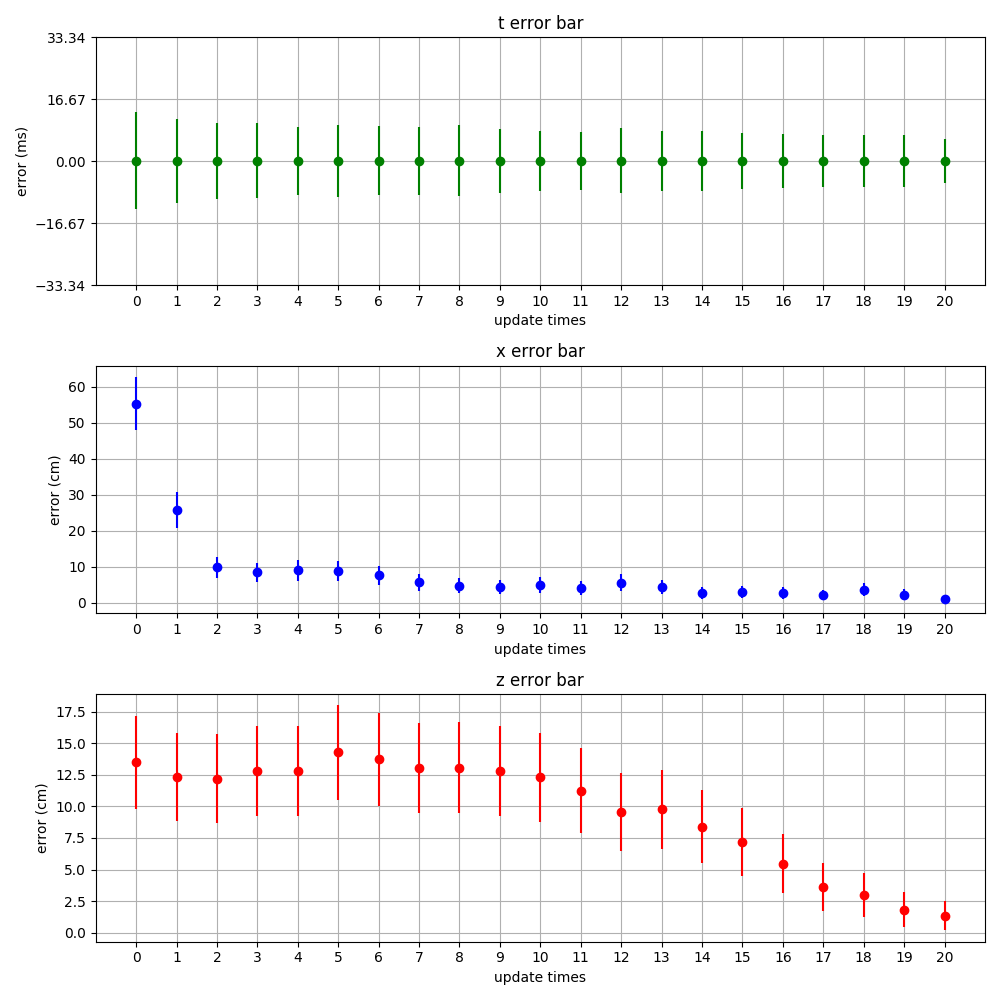 t error bar
33.34
16.67
0.00
−16.67
−33.34
error (ms)
0 1 2 3 4 5 6 7 8 9 10 11 12 13 14 15 16 17 18 19 20
update times
x error bar
60
50
40
30
20
10
0
error (cm)
0 1 2 3 4 5 6 7 8 9 10 11 12 13 14 15 16 17 18 19 20
update times
z error bar
17.5
15.0
12.5
10.0
7.5
5.0
2.5
0.0
error (cm)
0 1 2 3 4 5 6 7 8 9 10 11 12 13 14 15 16 17 18 19 20
update times